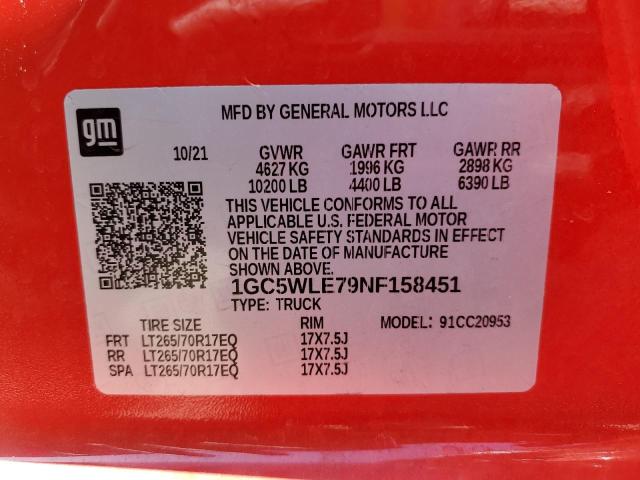 gm
MFD BY GENERAL MOTORS LLC
10/21 GVWR GAWR FRT GAWR RR
4627 KG 1996 KG 2898 KG
10200 LB 4400 LB 6390 LB
THIS VEHICLE CONFORMS TO ALL
APPLICABLE U.S. FEDERAL MOTOR
VEHICLE SAFETY STANDARDS IN EFFECT
ON THE DATE OF MANUFACTURE
1GC5WLE79NF158451
TYPE: TRUCK
TIRE SIZE RIM MODEL: 91CC20953
FRT LT265/70R17EQ 17X7.5J
RR LT265/70R17EQ 17X7.5J
SPA LT265/70R17EQ 17X7.5J